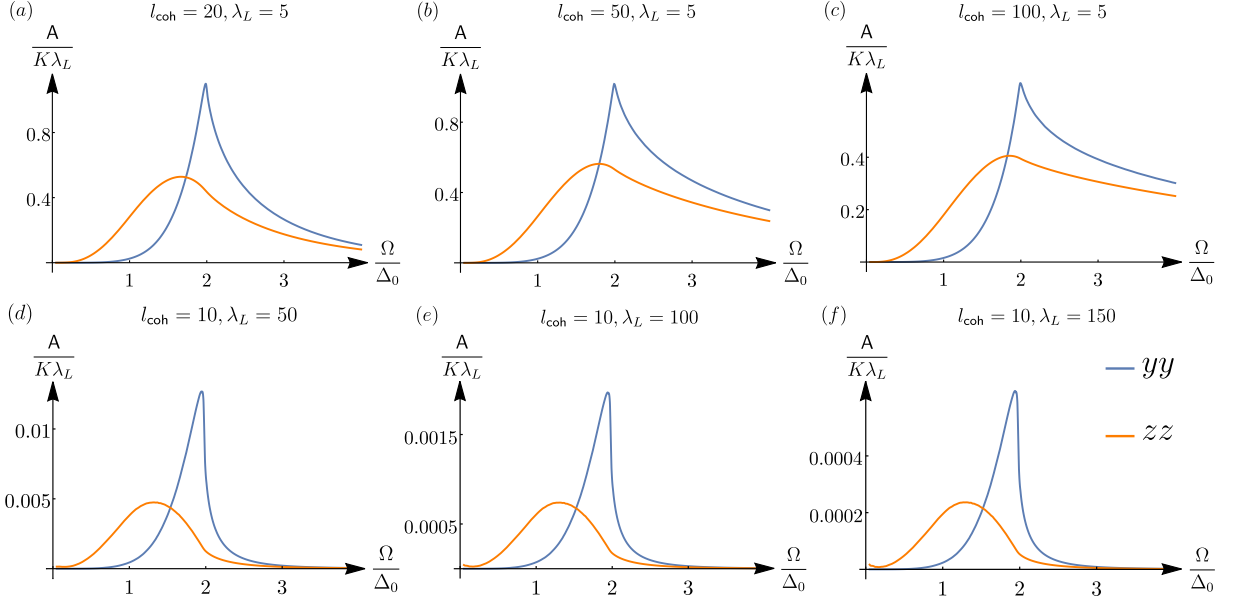 (a) l_coh = 20, λ_L = 5
A
Kλ_L
0.8
0.4
1 2 3
Ω
Δ_0
(b) l_coh = 50, λ_L = 5
A
Kλ_L
0.8
0.4
1 2 3
Ω
Δ_0
(c) l_coh = 100, λ_L = 5
A
Kλ_L
0.4
0.2
1 2 3
Ω
Δ_0
(d) l_coh = 10, λ_L = 50
A
Kλ_L
0.01
0.005
1 2 3
Ω
Δ_0
(e) l_coh = 10, λ_L = 100
A
Kλ_L
0.0015
0.0005
1 2 3
Ω
Δ_0
(f) l_coh = 10, λ_L = 150
A
Kλ_L
0.0004
0.0002
1 2 3
Ω
Δ_0
yy
zz